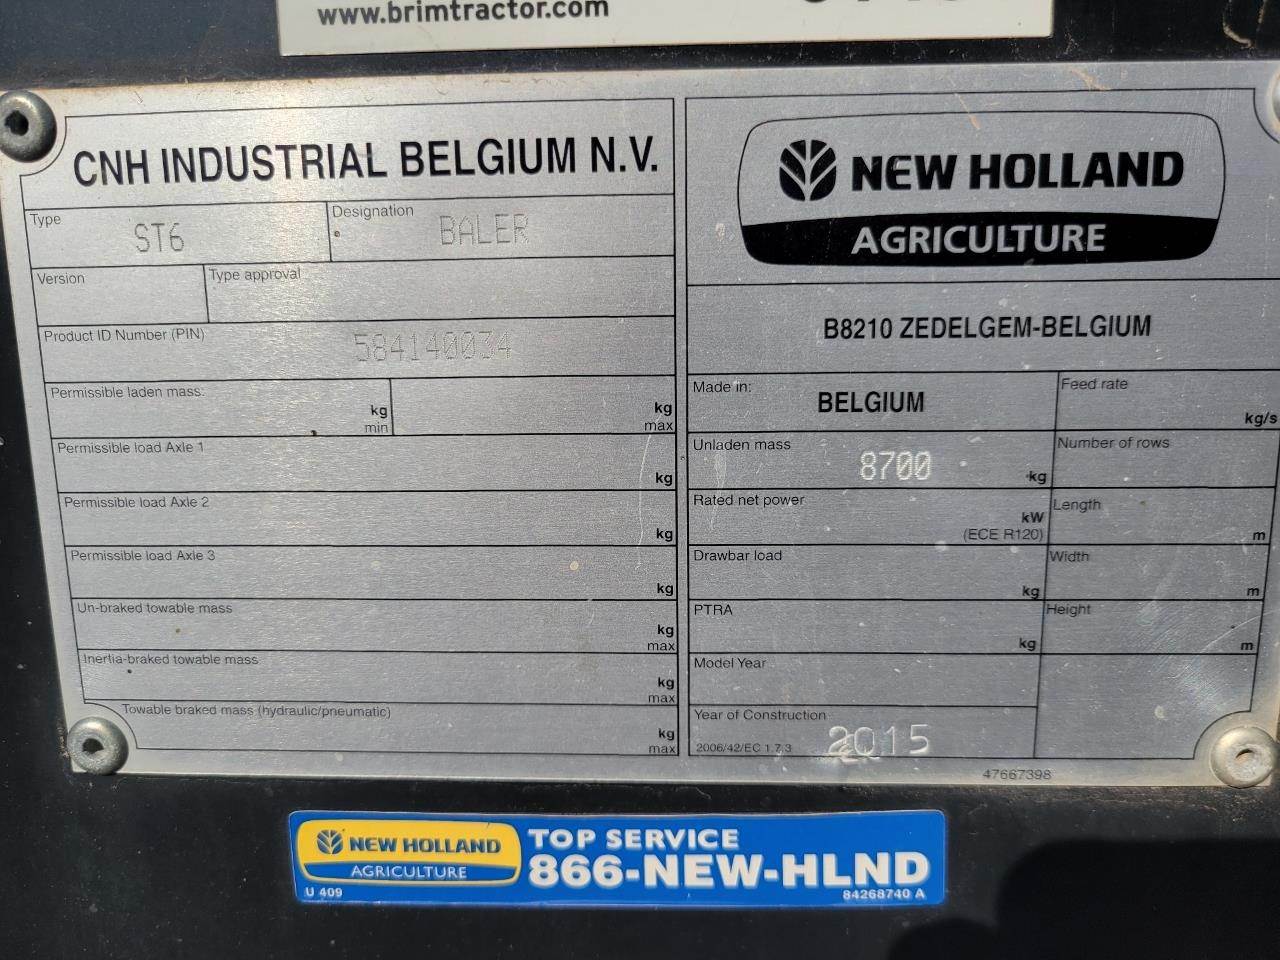 www.brimtractor.com
CNH INDUSTRIAL BELGIUM N.V.
Type ST6
Designation BALER
Version
Type approval
Product ID Number (PIN) 584140034
Permissible laden mass: kg min kg max
Permissible load Axle 1 kg
Permissible load Axle 2 kg
Permissible load Axle 3 kg
Un-braked towable mass kg max
Inertia-braked towable mass kg max
Towable braked mass (hydraulic/pneumatic) kg max
NEW HOLLAND
AGRICULTURE
B8210 ZEDELGEM-BELGIUM
Made in: BELGIUM
Feed rate kg/s
Unladen mass 8700 kg
Number of rows
Rated net power kW (ECE R120)
Length m
Drawbar load kg
Width m
PTRA kg
Height m
Model Year
Year of Construction
2006/42/EC 1.7.3 2015
47667398
NEW HOLLAND
AGRICULTURE
U 409
TOP SERVICE
866-NEW-HLND
84268740 A